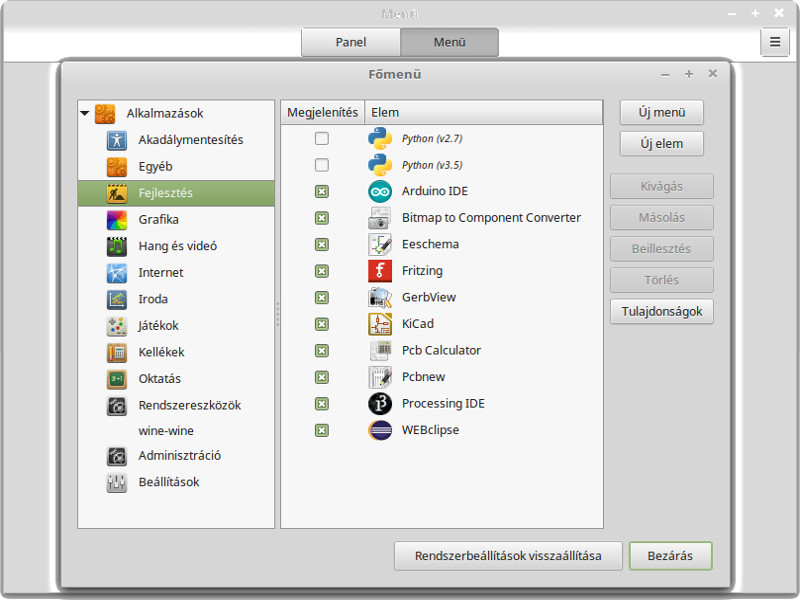 Menü
Panel
Menü
Főmenü
Alkalmazások
Akadálymentesítés
Egyéb
Fejlesztés
Grafika
Hang és videó
Internet
Iroda
Játékok
Kellékek
Oktatás
Rendszereszközök
wine-wine
Adminisztráció
Beállítások
Megjelenítés Elem
Python (v2.7)
Python (v3.5)
Arduino IDE
Bitmap to Component Converter
Eeschema
Fritzing
GerbView
KiCad
Pcb Calculator
Pcbnew
Processing IDE
WEBclipse
Új menü
Új elem
Kivágás
Másolás
Beillesztés
Törlés
Tulajdonságok
Rendszerbeállítások visszaállítása
Bezárás